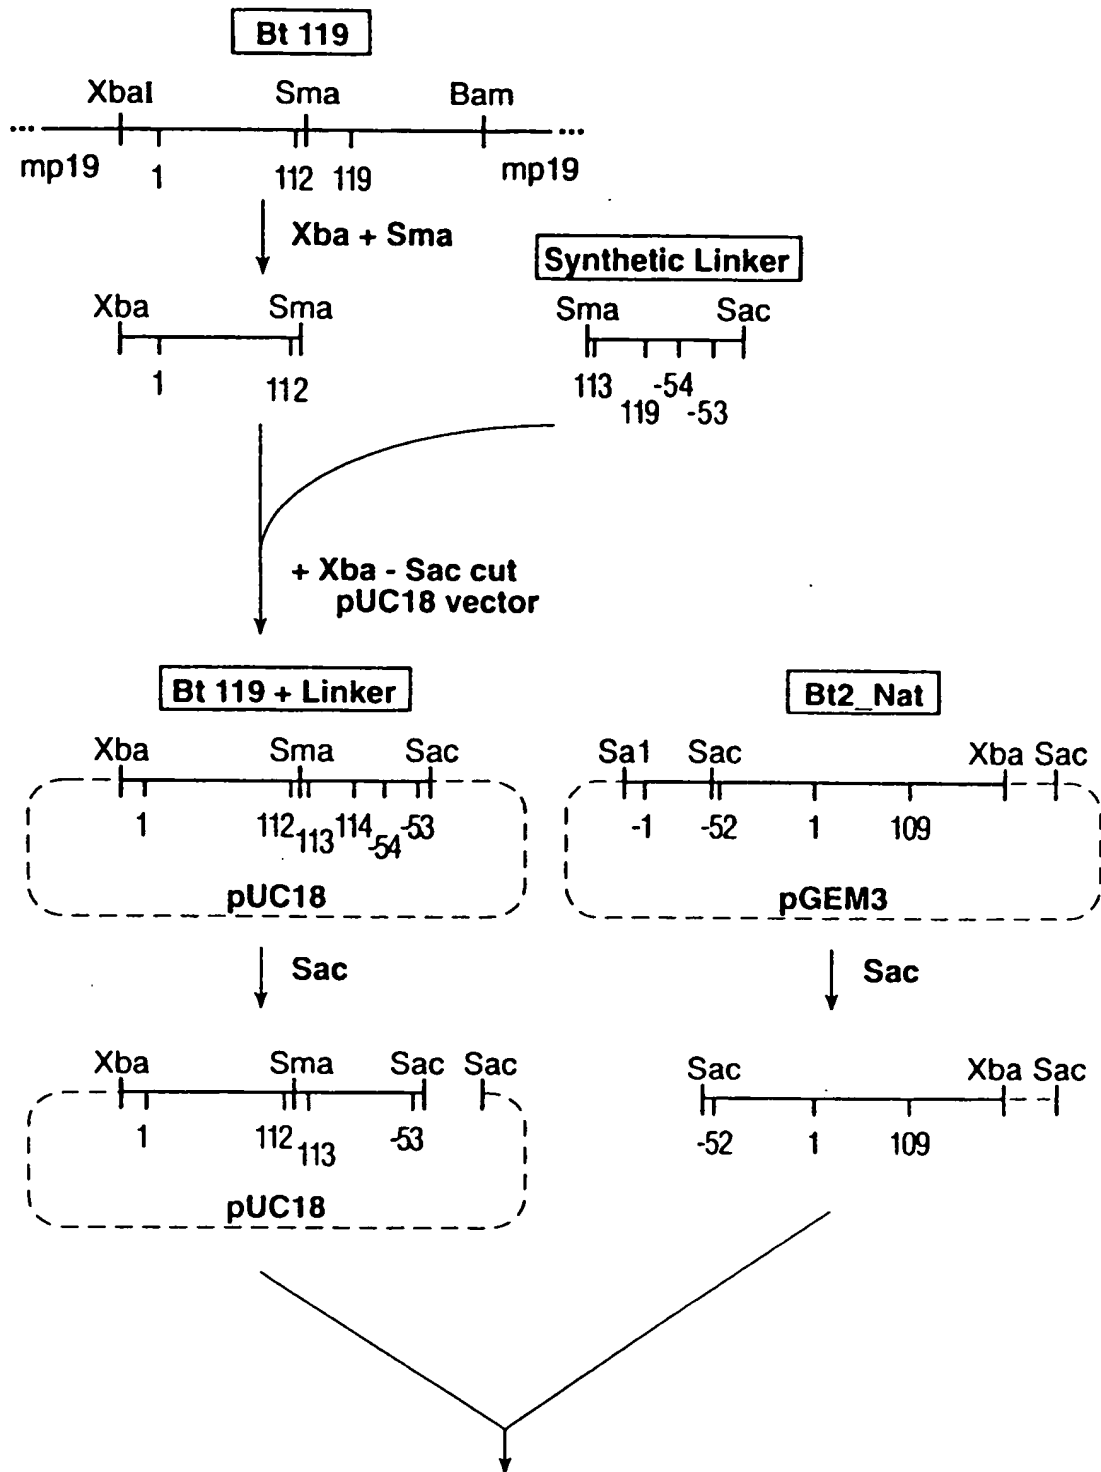 Bt 119
XbaI Sma Bam
... ...
mp19 1 112 119 mp19
Xba + Sma
Synthetic Linker
Xba Sma
1 112
Sma Sac
113 -54
119 -53
+ Xba - Sac cut
pUC18 vector
Bt 119 + Linker
Xba Sma Sac
1 112 113 114 -54 -53
pUC18
Bt2_Nat
Sa1 Sac Xba Sac
-1 -52 1 109
pGEM3
Sac
Sac
Xba Sma Sac Sac
1 112 113 -53
pUC18
Sac Xba Sac
-52 1 109